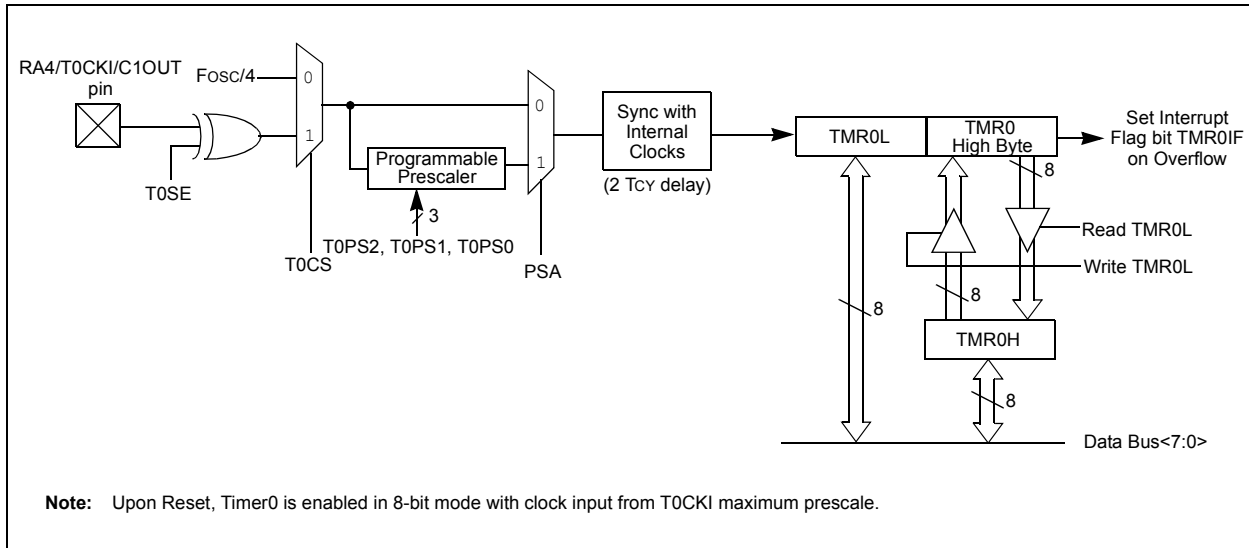 RA4/T0CKI/C1OUT
pin
FOSC/4
0
1
T0SE
T0CS
Programmable
Prescaler
3
T0PS2, T0PS1, T0PS0
0
1
PSA
Sync with
Internal
Clocks
(2 TCY delay)
TMR0L
TMR0
High Byte
Set Interrupt
Flag bit TMR0IF
on Overflow
8
Read TMR0L
Write TMR0L
8
8
TMR0H
8
Data Bus<7:0>
Note: Upon Reset, Timer0 is enabled in 8-bit mode with clock input from T0CKI maximum prescale.